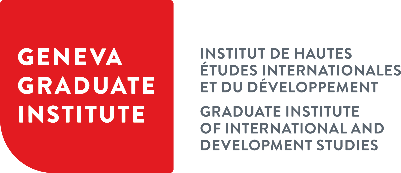 GENEVA
GRADUATE
INSTITUTE
INSTITUT DE HAUTES
ÉTUDES INTERNATIONALES
ET DU DÉVELOPPEMENT
GRADUATE INSTITUTE
OF INTERNATIONAL AND
DEVELOPMENT STUDIES